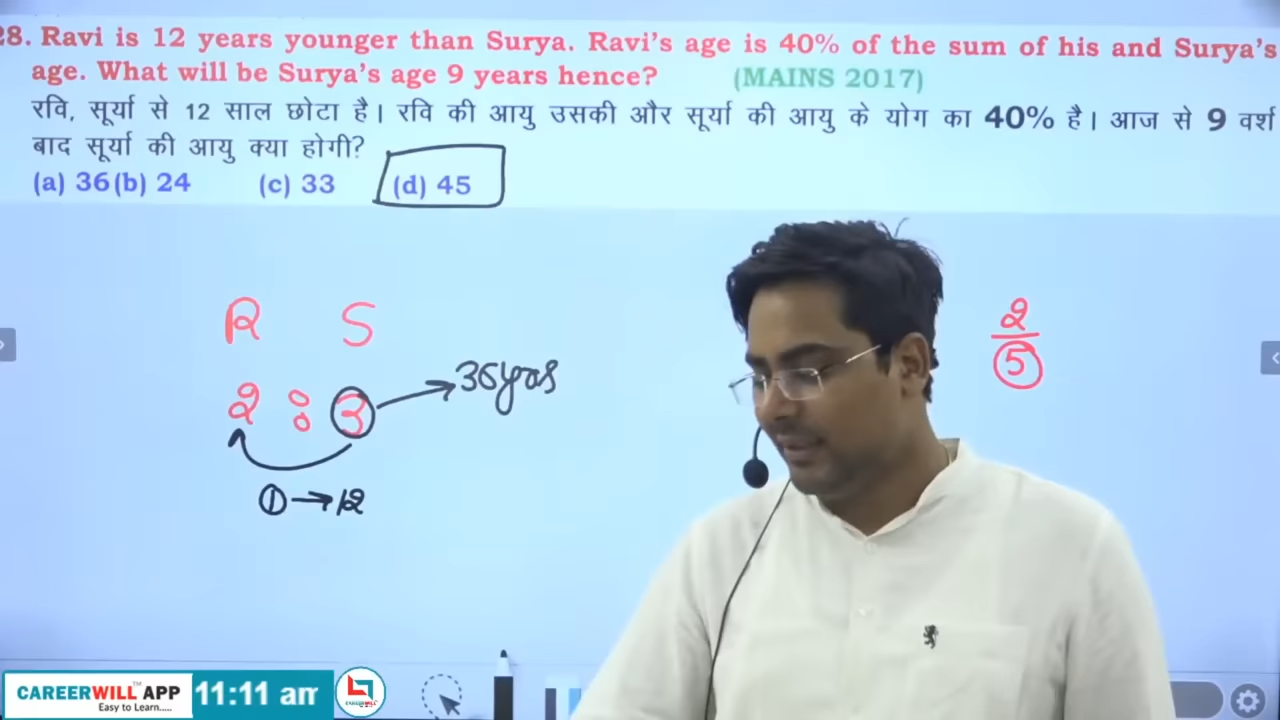 28. Ravi is 12 years younger than Surya. Ravi's age is 40% of the sum of his and Surya's
age. What will be Surya's age 9 years hence? (MAINS 2017)
रवि, सूर्या से 12 साल छोटा है। रवि की आयु उसकी और सूर्या की आयु के योग का 40% है। आज से 9 वर्श
बाद सूर्या की आयु क्या होगी?
(a) 36 (b) 24 (c) 33 (d) 45
R S
2 : 3 → 36yrs
① → 12
2
5
CAREERWILL APP
Easy to Learn.....
11:11 am
CAREERWILL